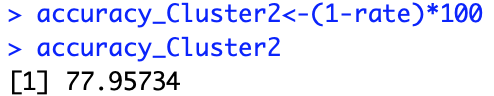 > accuracy_Cluster2<-(1-rate)*100
> accuracy_Cluster2
[1] 77.95734